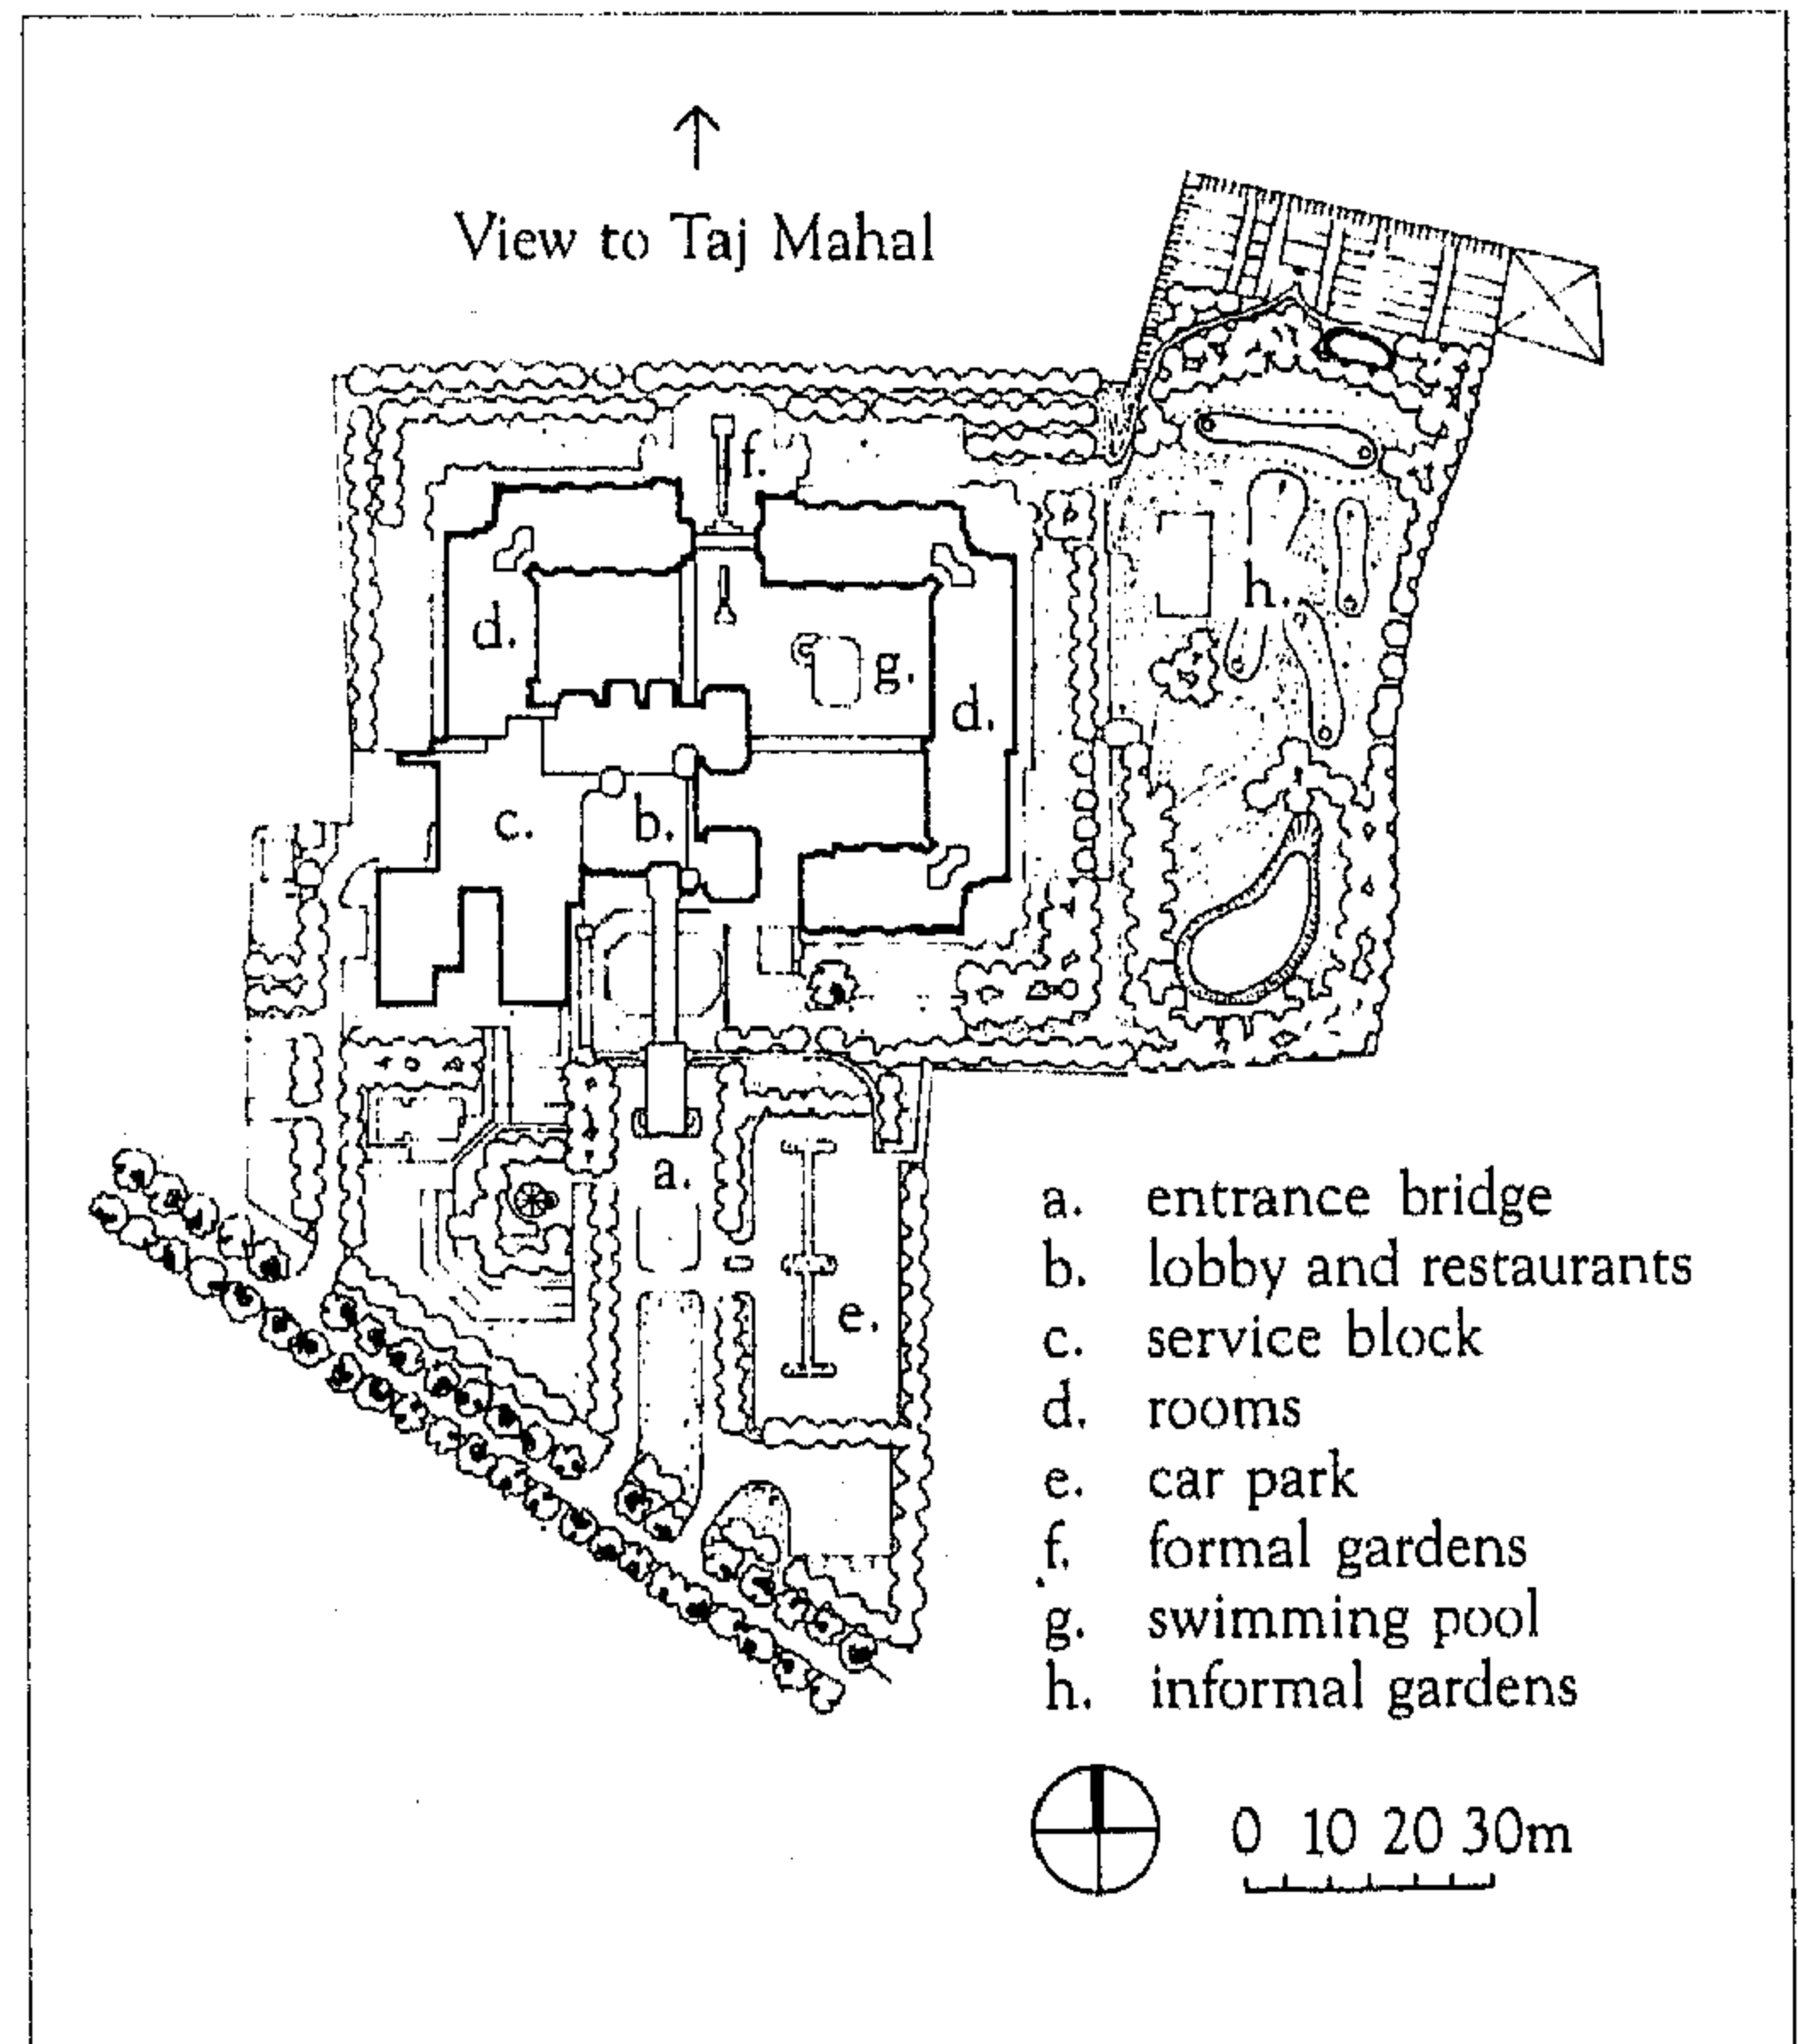 View to Taj Mahal
f.
h.
d.
g.
d.
c.
b.
a.
e.
a. entrance bridge
b. lobby and restaurants
c. service block
d. rooms
e. car park
f. formal gardens
g. swimming pool
h. informal gardens
0 10 20 30m